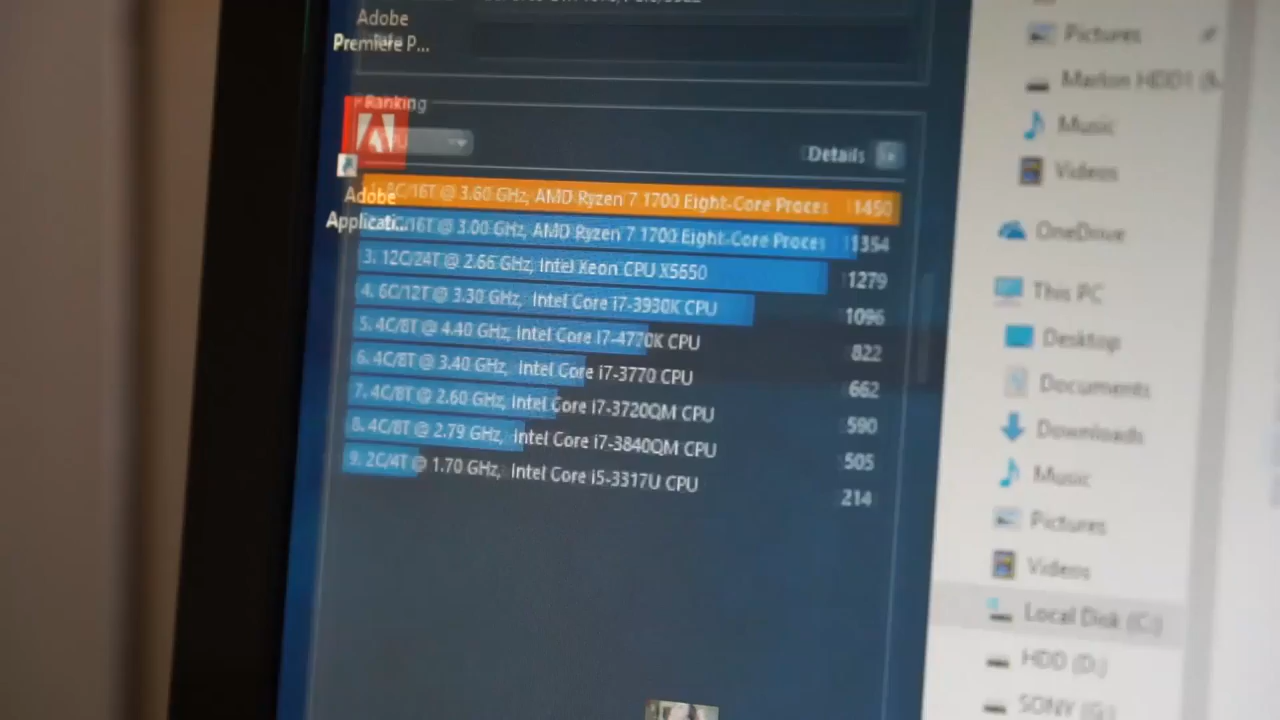 Adobe
Premiere P...
Ranking
Details
Adobe
Applicati...
8C/16T @ 3.60 GHz, AMD Ryzen 7 1700 Eight-Core Proces 1450
16T @ 3.00 GHz, AMD Ryzen 7 1700 Eight-Core Proces 1354
3. 12C/24T @ 2.66 GHz, Intel Xeon CPU X5650 1279
4. 6C/12T @ 3.30 GHz, Intel Core i7-3930K CPU 1096
5. 4C/8T @ 4.40 GHz, Intel Core i7-4770K CPU 822
6. 4C/8T @ 3.40 GHz, Intel Core i7-3770 CPU 662
7. 4C/8T @ 2.60 GHz, Intel Core i7-3720QM CPU 590
8. 4C/8T @ 2.79 GHz, Intel Core i7-3840QM CPU 505
9. 2C/4T @ 1.70 GHz, Intel Core i5-3317U CPU 214
Pictures
Marlon HDD1
Music
Videos
OneDrive
This PC
Desktop
Documents
Downloads
Music
Pictures
Videos
Local Disk (C:)
HDD (D:)
SONY (G:)